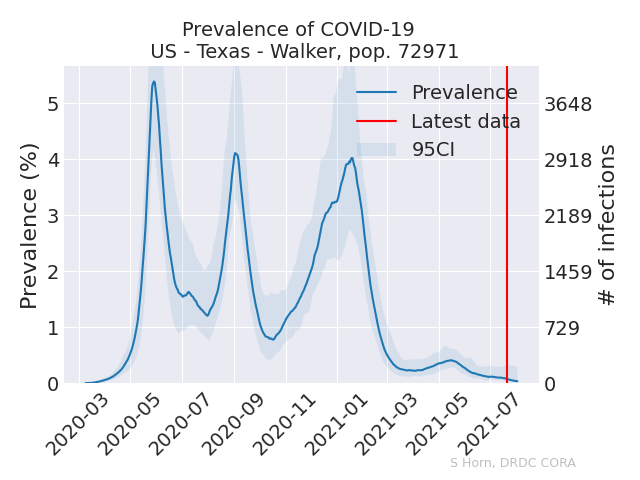 Prevalence of COVID-19
US - Texas - Walker, pop. 72971
Prevalence (%)
5
4
3
2
1
0
Prevalence
Latest data
95CI
3648
2918
2189
1459
729
0
# of infections
2020-03
2020-05
2020-07
2020-09
2020-11
2021-01
2021-03
2021-05
2021-07
S Horn, DRDC CORA